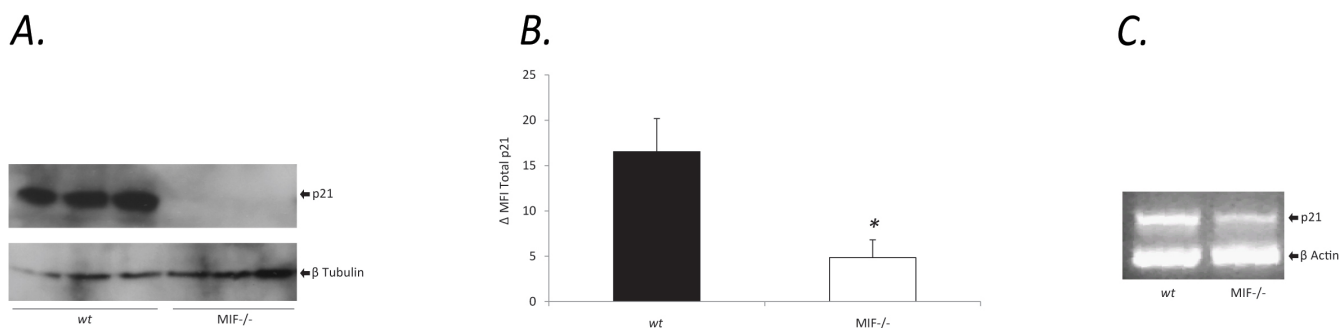 A.
p21
β Tubulin
wt
MIF-/-
B.
Δ MFI Total p21
25
20
15
10
5
0
*
wt
MIF-/-
C.
p21
β Actin
wt
MIF-/-